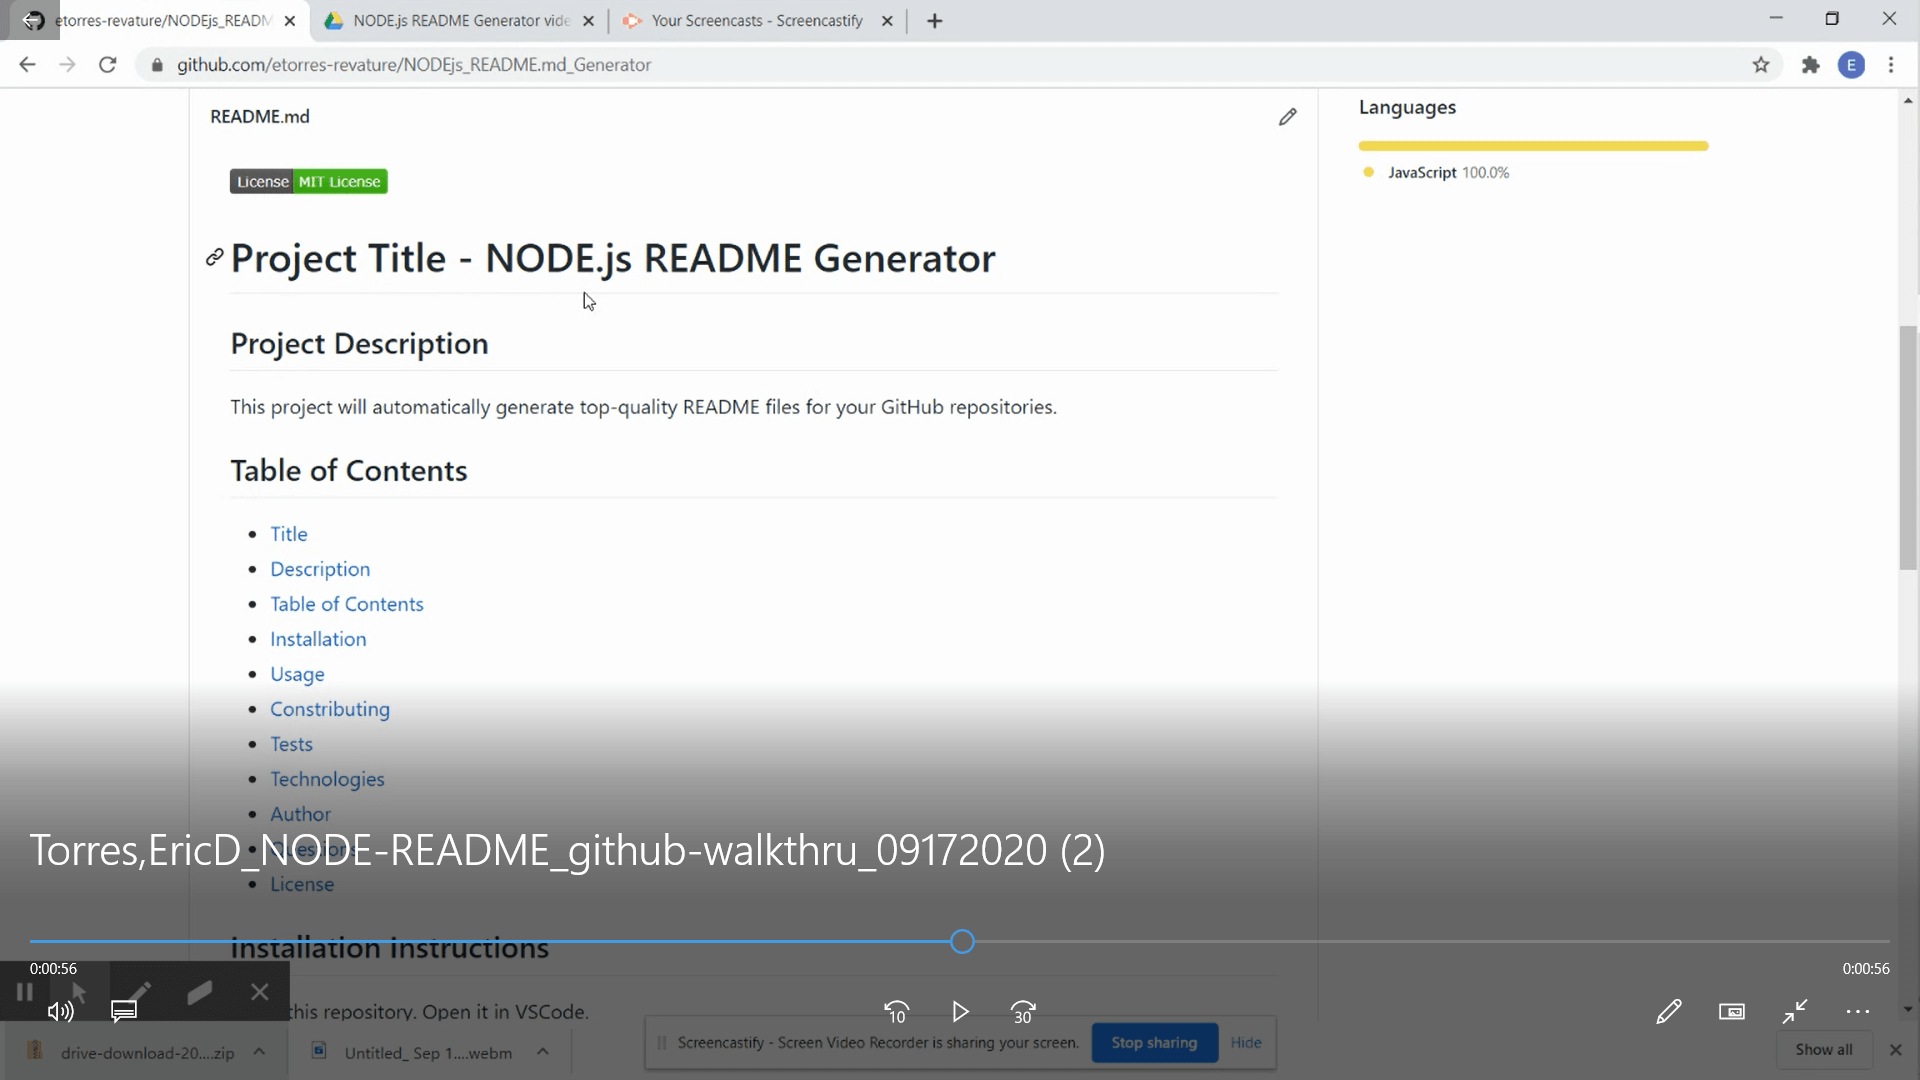 etorres-revature/NODEjs_READM
NODE.js README Generator vide
Your Screencasts - Screencastify
github.com/etorres-revature/NODEjs_README.md_Generator
E
README.md
License MIT License
Project Title - NODE.js README Generator
Project Description
This project will automatically generate top-quality README files for your GitHub repositories.
Table of Contents
Title
Description
Table of Contents
Installation
Usage
Constributing
Tests
Technologies
Author
Questions
License
Installation Instructions
this repository. Open it in VSCode.
Languages
JavaScript 100.0%
Torres,EricD_NODE-README_github-walkthru_09172020 (2)
0:00:56
0:00:56
10
30
drive-download-20....zip
Untitled_ Sep 1....webm
Screencastify - Screen Video Recorder is sharing your screen.
Stop sharing
Hide
Show all